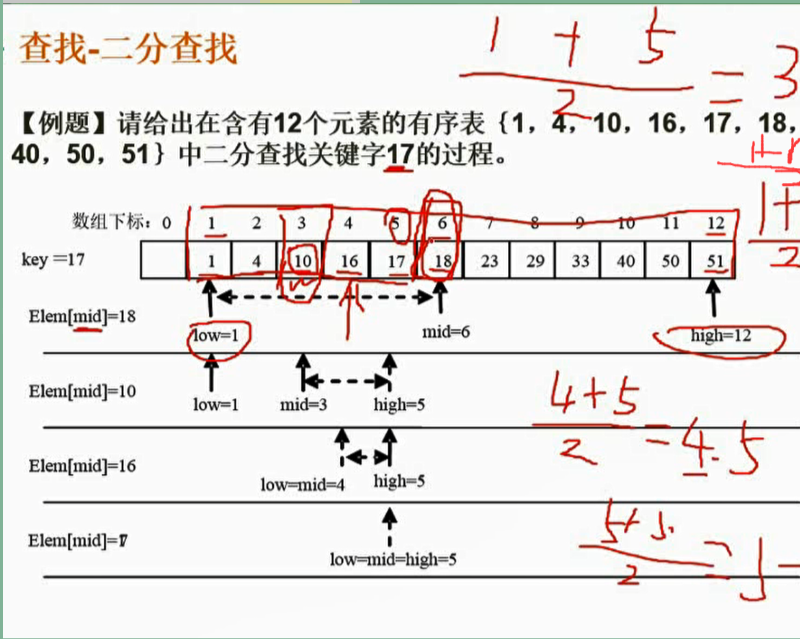 查找-二分查找
1 + 5
2
= 3
【例题】请给出在含有12个元素的有序表{1，4，10，16，17，18，
40，50，51}中二分查找关键字17的过程。
1+
2
数组下标：0 1 2 3 4 5 6 7 8 9 10 11 12
key＝17 1 4 10 16 17 18 23 29 33 40 50 51
Elem[mid]=18
low=1 mid=6 high=12
Elem[mid]=10
low=1 mid=3 high=5
4+5
2
=4.5
Elem[mid]=16
low=mid=4 high=5
5+5
2
=
Elem[mid]=17
low=mid=high=5